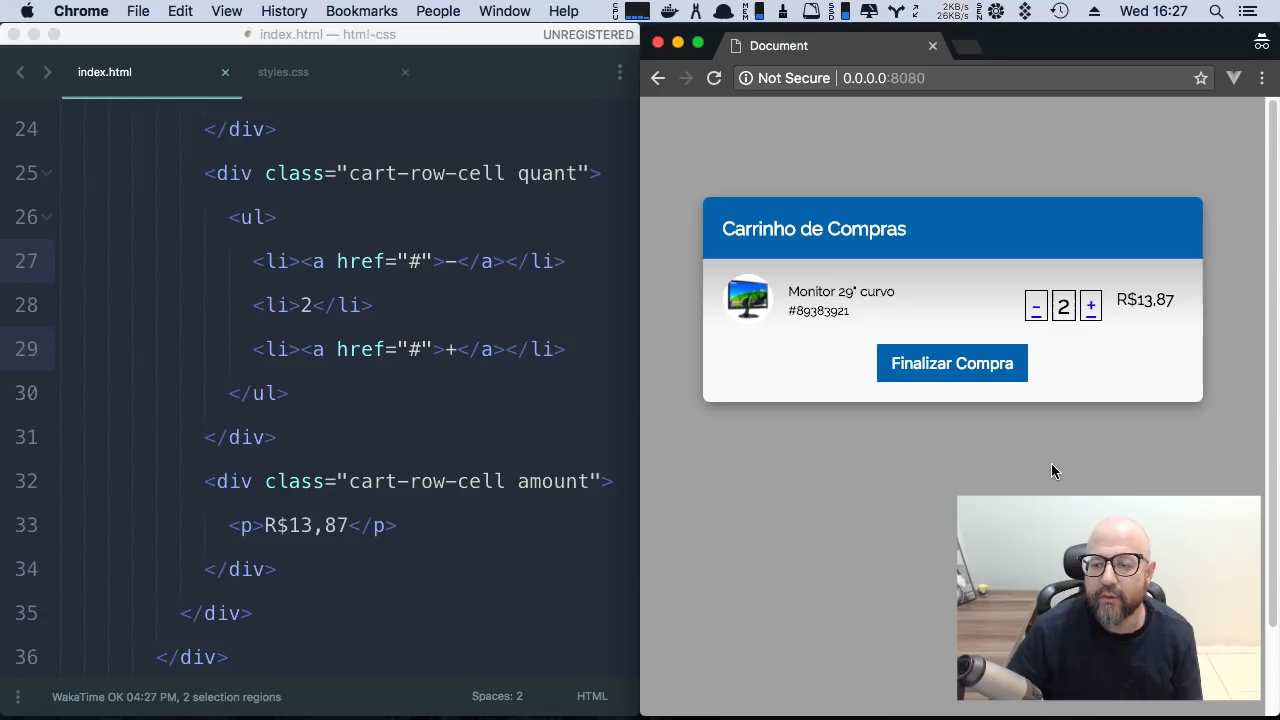 Chrome File Edit View History Bookmarks People Window Help
2KB/s
26KB/s
Wed 16:27
index.html — html-css UNREGISTERED
index.html styles.css
24 </div>
25 <div class="cart-row-cell quant">
26 <ul>
27 <li><a href="#">-</a></li>
28 <li>2</li>
29 <li><a href="#">+</a></li>
30 </ul>
31 </div>
32 <div class="cart-row-cell amount">
33 <p>R$13,87</p>
34 </div>
35 </div>
36 </div>
WakaTime OK 04:27 PM, 2 selection regions Spaces: 2 HTML
Document
Not Secure 0.0.0.0:8080
Carrinho de Compras
Monitor 29" curvo
#89383921
- 2 + R$13,87
Finalizar Compra